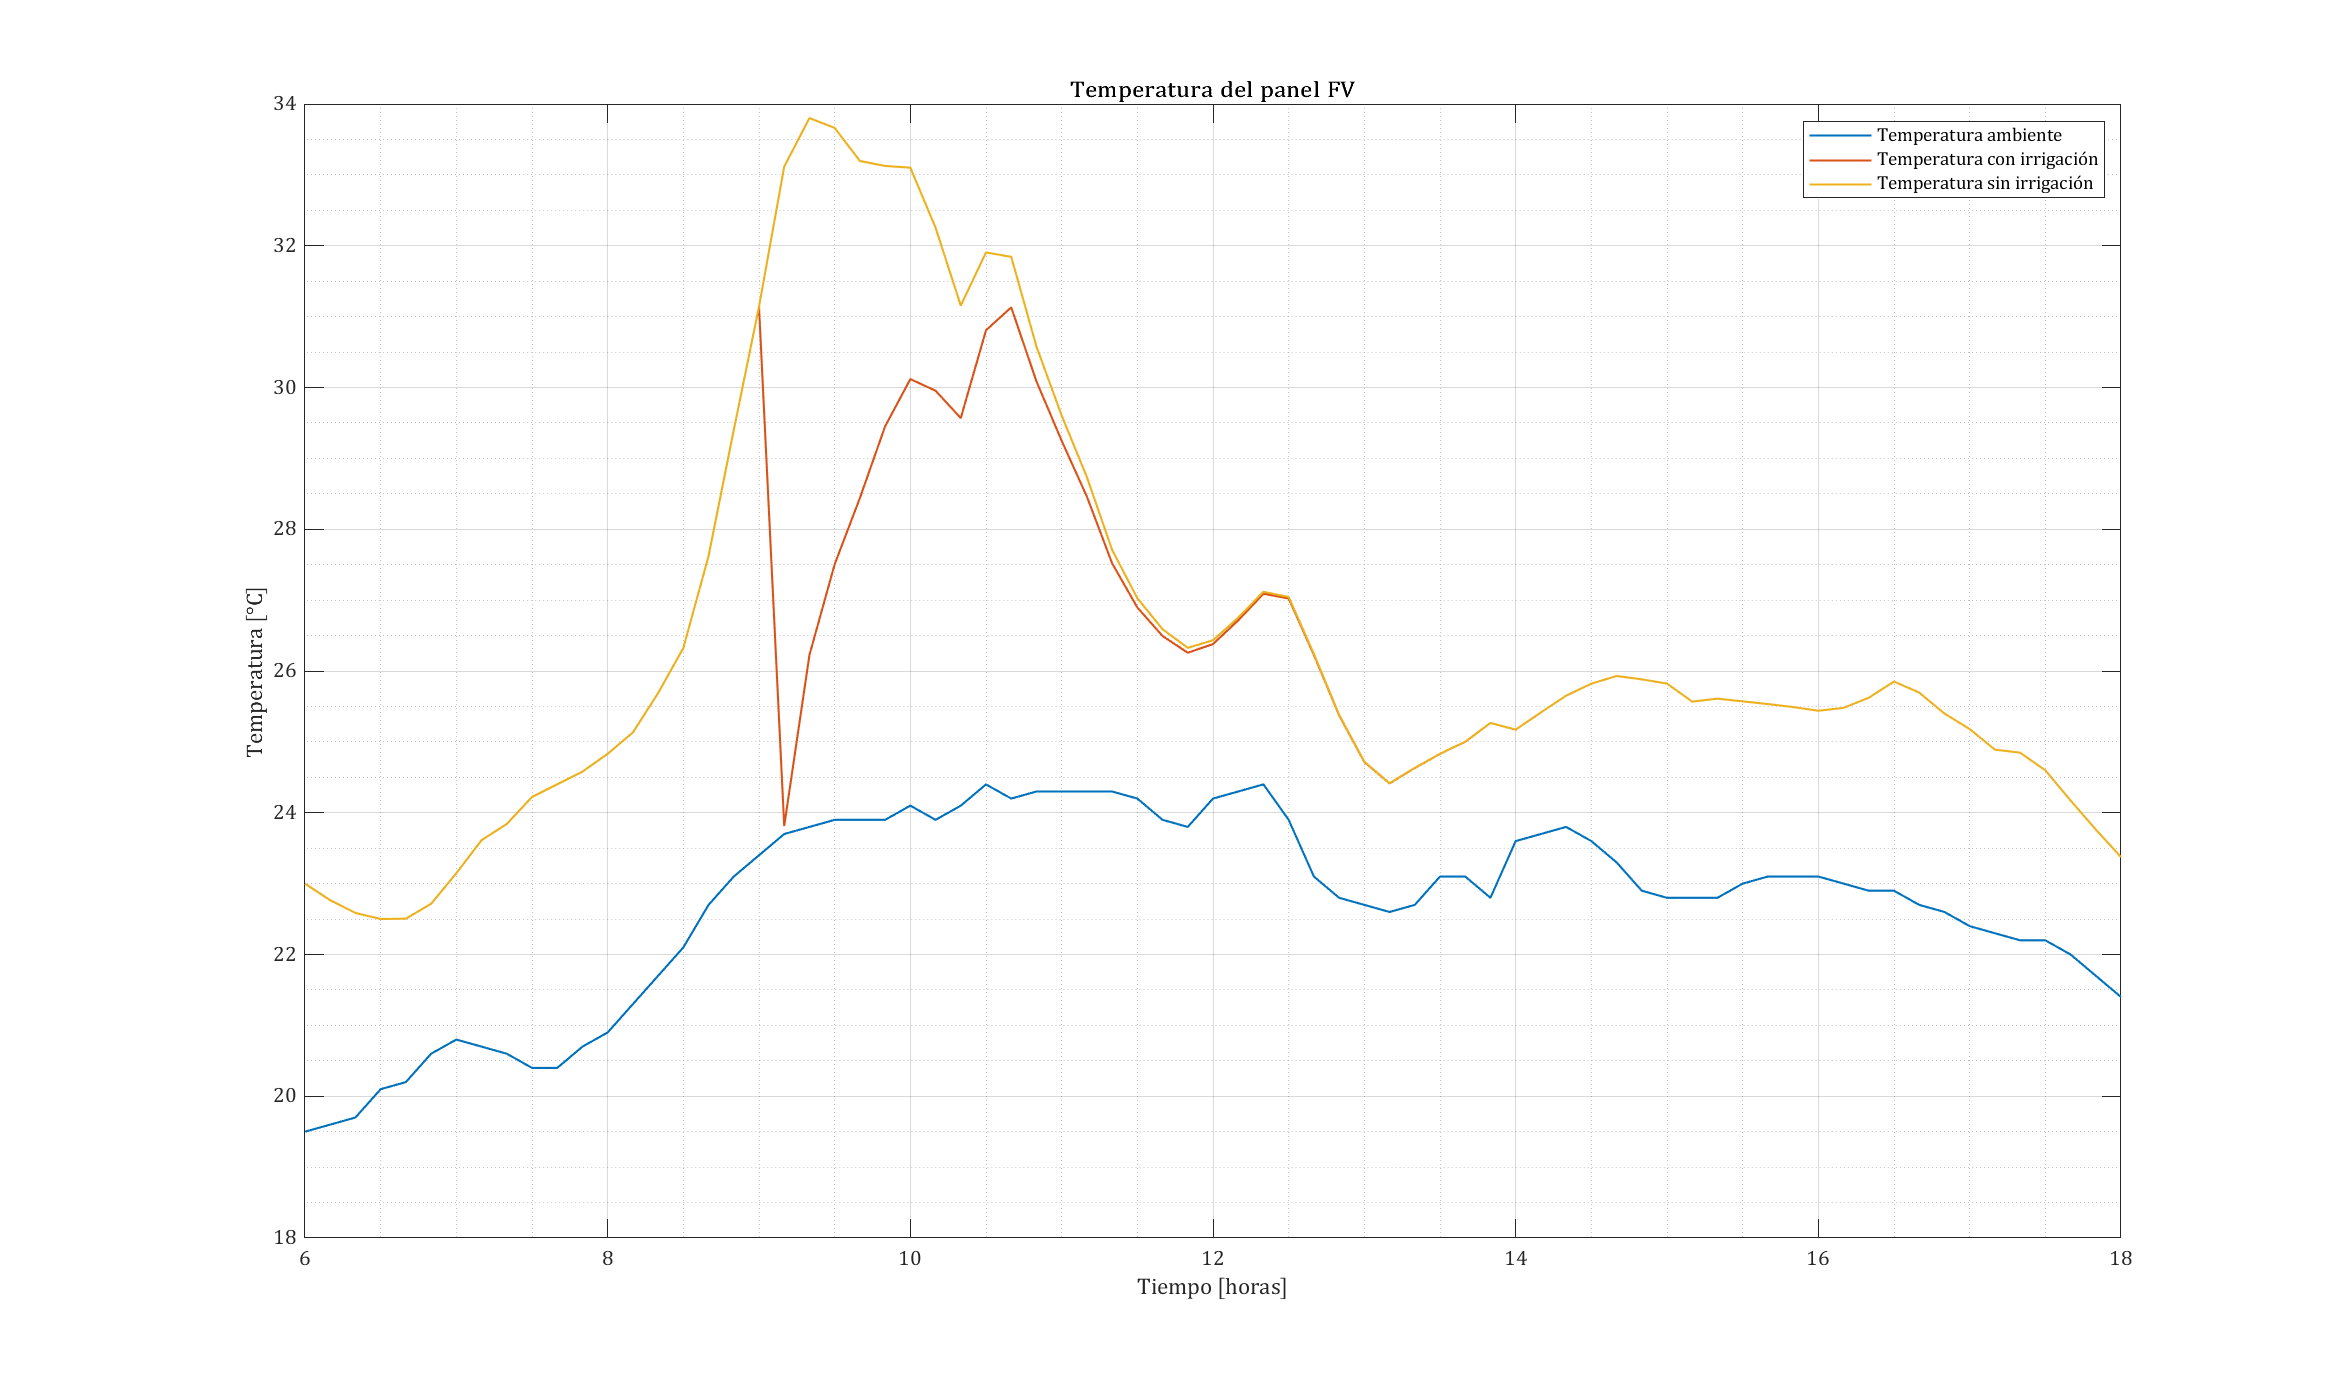 Temperatura del panel FV
34
Temperatura ambiente
Temperatura con irrigación
Temperatura sin irrigación
32
30
28
26
24
22
20
18
Temperatura [°C]
6 8 10 12 14 16 18
Tiempo [horas]